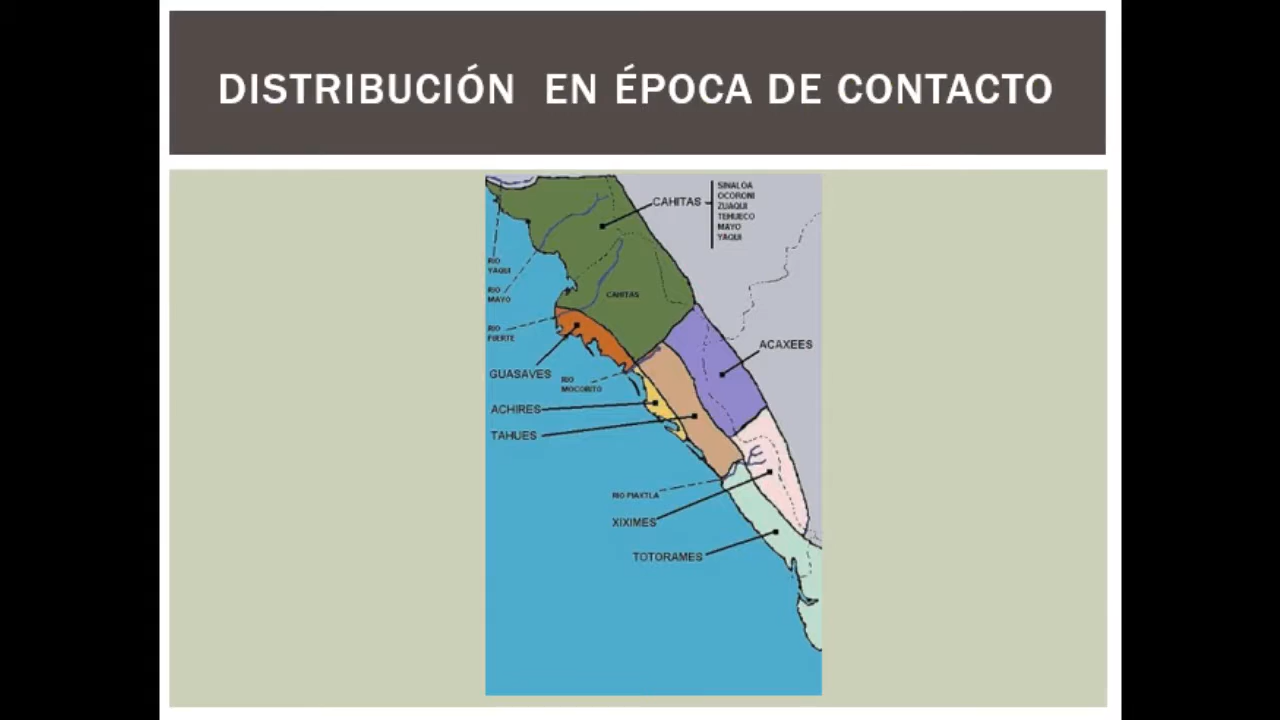 DISTRIBUCIÓN EN ÉPOCA DE CONTACTO
CAHITAS
SINALOA
OCORONI
ZUAQUI
TEHUECO
MAYO
YAQUI
RIO
YAQUI
RIO
MAYO
CAHITAS
RIO
FUERTE
ACAXEES
GUASAVES
RIO
MOCORITO
ACHIRES
TAHUES
RIO PIAXTLA
XIXIMES
TOTORAMES